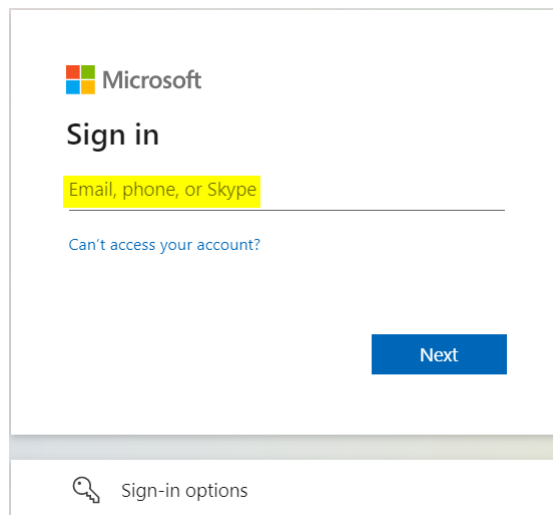 Microsoft
Sign in
Email, phone, or Skype
Can't access your account?
Next
Sign-in options